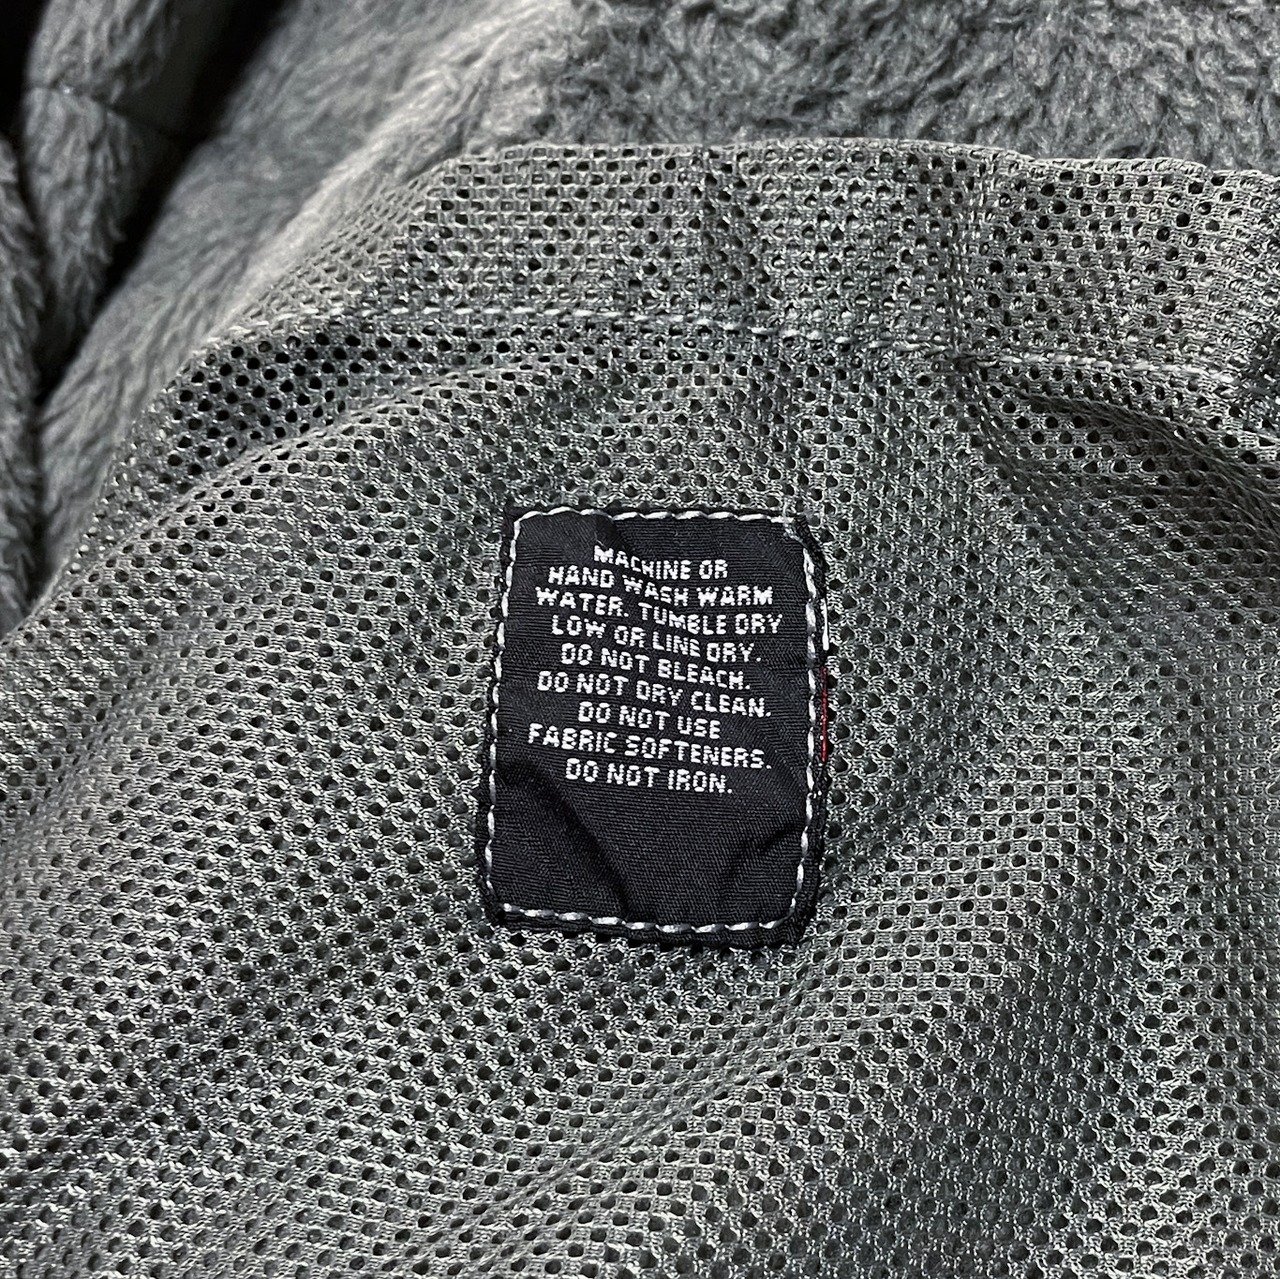 MACHINE OR
HAND WASH WARM
WATER. TUMBLE DRY
LOW OR LINE DRY.
DO NOT BLEACH.
DO NOT DRY CLEAN.
DO NOT USE
FABRIC SOFTENERS.
DO NOT IRON.